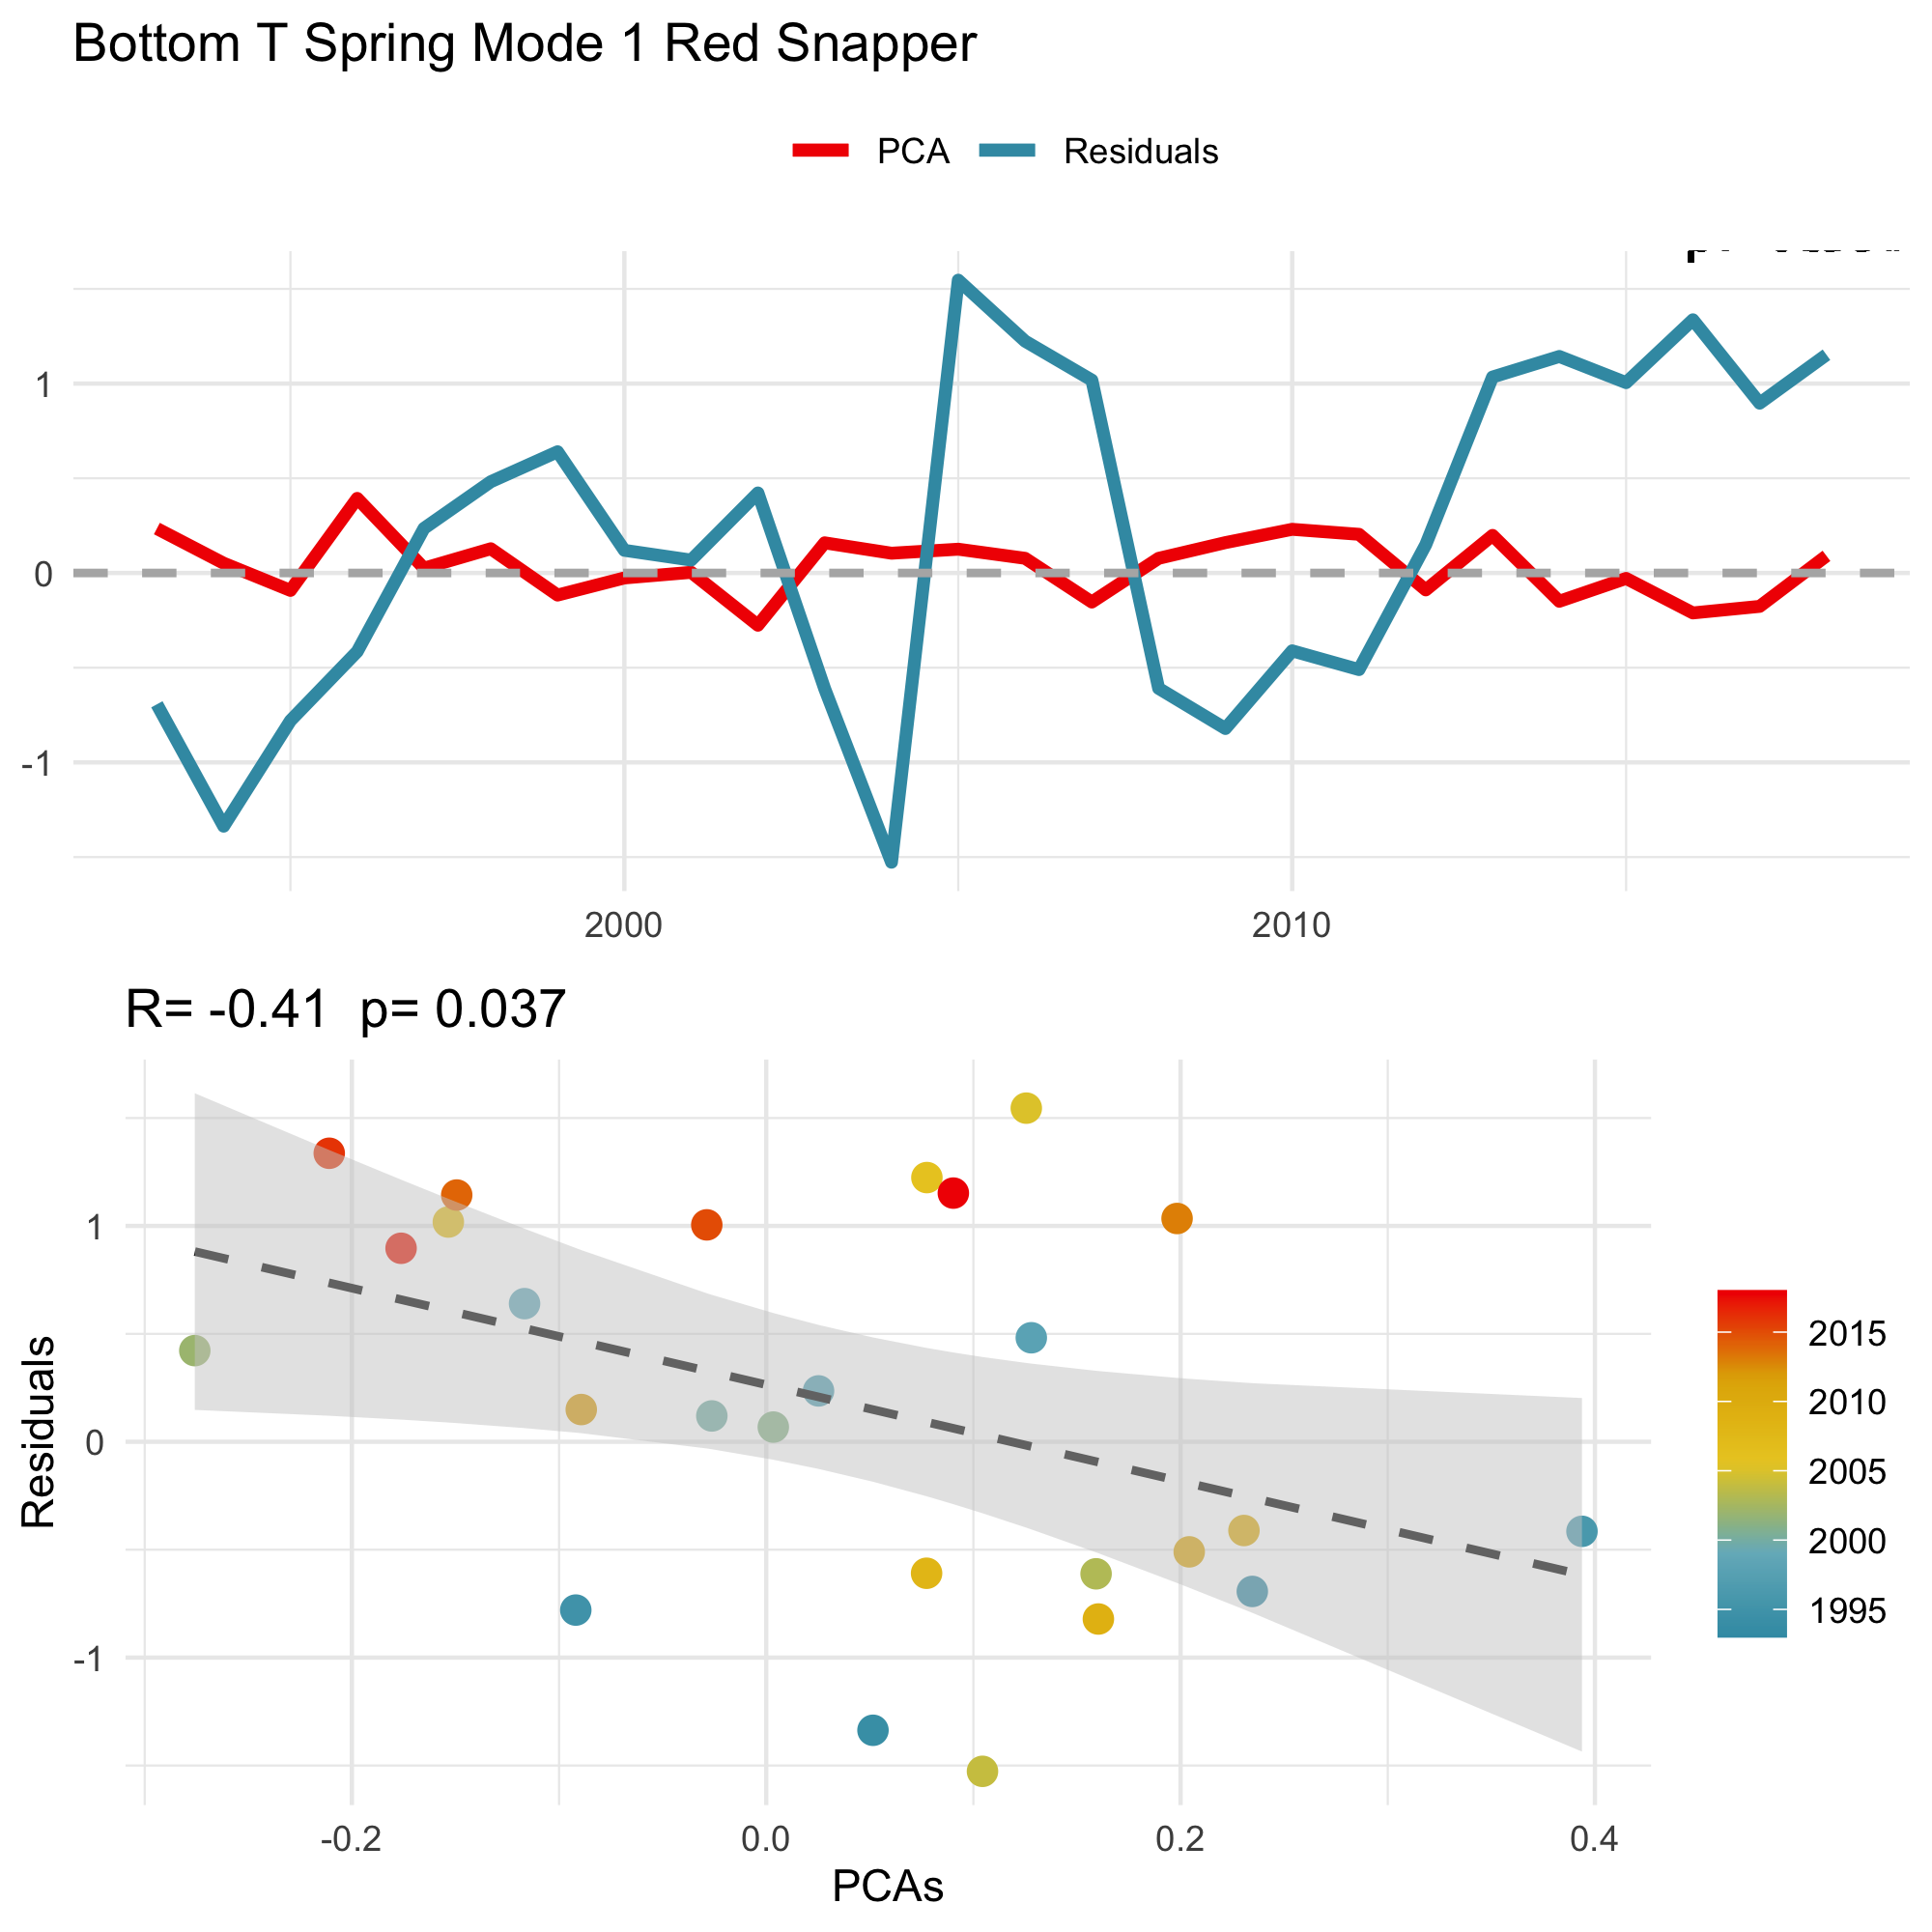 Bottom T Spring Mode 1 Red Snapper
PCA Residuals
1
0
-1
2000 2010
R= -0.41 p= 0.037
Residuals
1
0
-1
-0.2 0.0 0.2 0.4
PCAs
2015
2010
2005
2000
1995